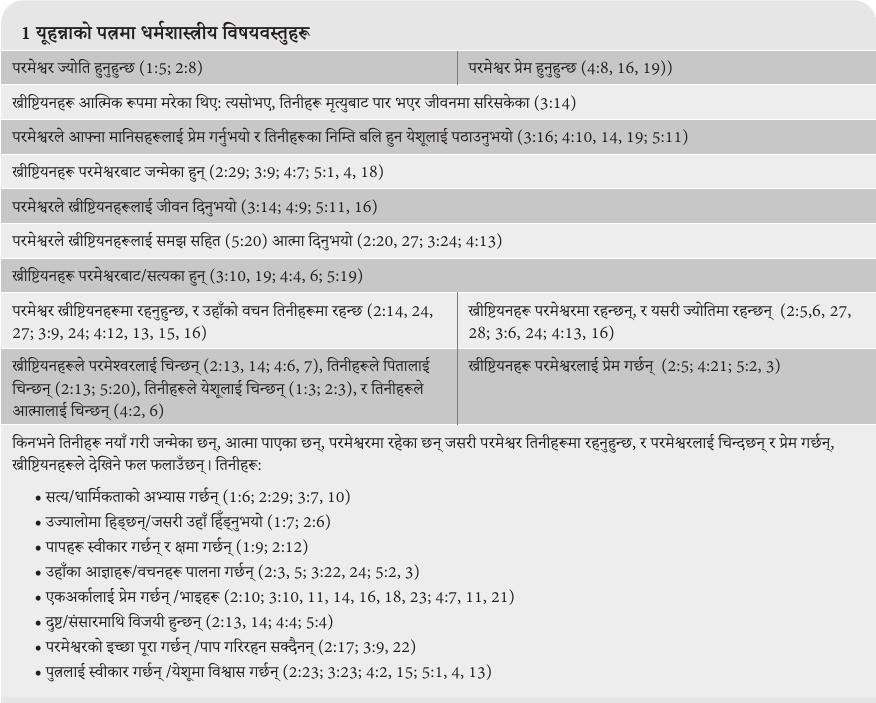 1 यूहन्नाको पत्रमा धर्मशास्त्रीय विषयवस्तुहरू
परमेश्वर ज्योति हुनुहुन्छ (1:5; 2:8)
परमेश्वर प्रेम हुनुहुन्छ (4:8, 16, 19))
ख्रीष्टियनहरू आत्मिक रूपमा मरेका थिए: त्यसोभए, तिनीहरू मृत्युबाट पार भएर जीवनमा सरिसकेका (3:14)
परमेश्वरले आफ्ना मानिसहरूलाई प्रेम गर्नुभयो र तिनीहरूका निम्ति बलि हुन येशूलाई पठाउनुभयो (3:16; 4:10, 14, 19; 5:11)
ख्रीष्टियनहरू परमेश्वरबाट जन्मेका हुन् (2:29; 3:9; 4:7; 5:1, 4, 18)
परमेश्वरले ख्रीष्टियनहरूलाई जीवन दिनुभयो (3:14; 4:9; 5:11, 16)
परमेश्वरले ख्रीष्टियनहरूलाई समझ सहित (5:20) आत्मा दिनुभयो (2:20, 27; 3:24; 4:13)
ख्रीष्टियनहरू परमेश्वरबाट/सत्यका हुन् (3:10, 19; 4:4, 6; 5:19)
परमेश्वर ख्रीष्टियनहरूमा रहनुहुन्छ, र उहाँको वचन तिनीहरूमा रहन्छ (2:14, 24,
27; 3:9, 24; 4:12, 13, 15, 16)
ख्रीष्टियनहरू परमेश्वरमा रहन्छन्, र यसरी ज्योतिमा रहन्छन् (2:5,6, 27,
28; 3:6, 24; 4:13, 16)
ख्रीष्टियनहरूले परमेश्वरलाई चिन्छन् (2:13, 14; 4:6, 7), तिनीहरूले पितालाई
चिन्छन् (2:13; 5:20), तिनीहरूले येशूलाई चिन्छन् (1:3; 2:3), र तिनीहरूले
आत्मालाई चिन्छन् (4:2, 6)
ख्रीष्टियनहरू परमेश्वरलाई प्रेम गर्छन् (2:5; 4:21; 5:2, 3)
किनभने तिनीहरू नयाँ गरी जन्मेका छन्, आत्मा पाएका छन्, परमेश्वरमा रहेका छन् जसरी परमेश्वर तिनीहरूमा रहनुहुन्छ, र परमेश्वरलाई चिन्दछन् र प्रेम गर्छन्,
ख्रीष्टियनहरूले देखिने फल फलाउँछन्। तिनीहरू:
• सत्य/धार्मिकताको अभ्यास गर्छन् (1:6; 2:29; 3:7, 10)
• उज्यालोमा हिड्छन्/जसरी उहाँ हिँड्नुभयो (1:7; 2:6)
• पापहरू स्वीकार गर्छन् र क्षमा गर्छन् (1:9; 2:12)
• उहाँका आज्ञाहरू/वचनहरू पालना गर्छन् (2:3, 5; 3:22, 24; 5:2, 3)
• एकअर्कालाई प्रेम गर्छन् /भाइहरू (2:10; 3:10, 11, 14, 16, 18, 23; 4:7, 11, 21)
• दुष्ट/संसारमाथि विजयी हुन्छन् (2:13, 14; 4:4; 5:4)
• परमेश्वरको इच्छा पूरा गर्छन् /पाप गरिरहन सक्दैनन् (2:17; 3:9, 22)
• पुत्रलाई स्वीकार गर्छन् /येशूमा विश्वास गर्छन् (2:23; 3:23; 4:2, 15; 5:1, 4, 13)